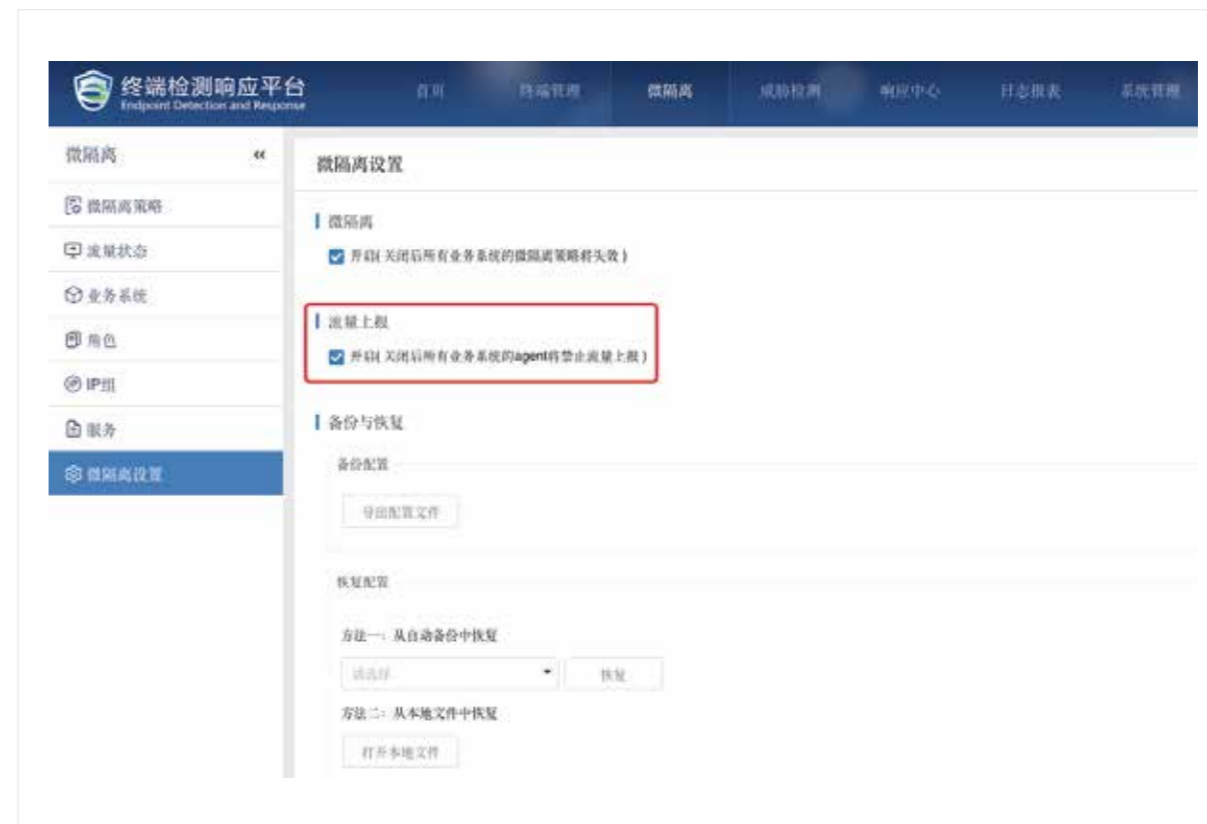 终端检测响应平台
Endpoint Detection and Response
首页 终端管理 微隔离 威胁检测 响应中心 日志报表 系统管理
微隔离 «
微隔离策略
流量状态
业务系统
角色
IP组
服务
微隔离设置
微隔离设置
微隔离
开启( 关闭后所有业务系统的微隔离策略将失效 )
流量上报
开启( 关闭后所有业务系统的agent将禁止流量上报 )
备份与恢复
备份配置
导出配置文件
恢复配置
方法一：从自动备份中恢复
请选择 恢复
方法二：从本地文件中恢复
打开本地文件